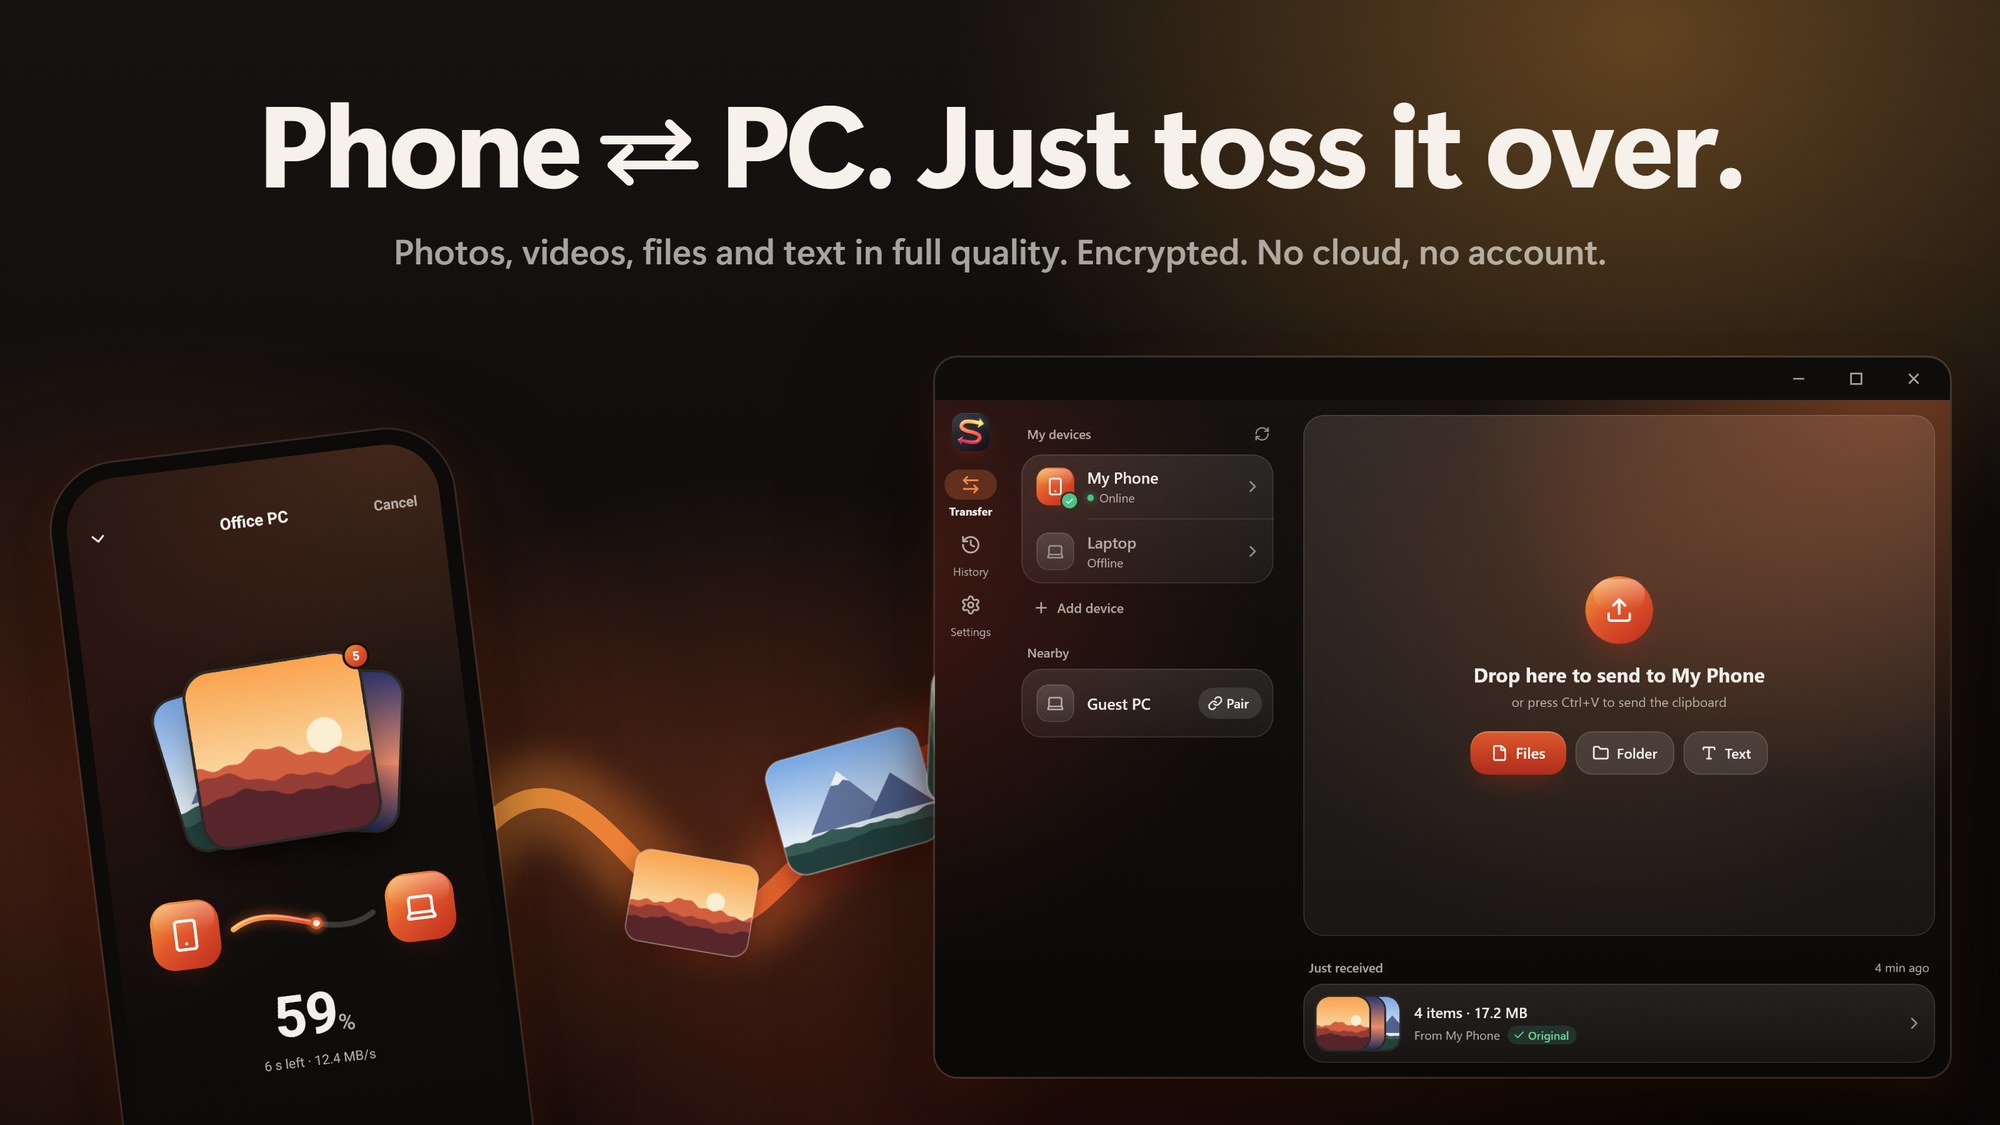 Phone ⇄ PC. Just toss it over.
Photos, videos, files and text in full quality. Encrypted. No cloud, no account.
Office PC
Cancel
5
59%
6 s left · 12.4 MB/s
S
Transfer
History
Settings
My devices
My Phone
Online
Laptop
Offline
+ Add device
Nearby
Guest PC
Pair
Drop here to send to My Phone
or press Ctrl+V to send the clipboard
Files
Folder
Text
Just received
4 min ago
4 items · 17.2 MB
From My Phone
Original